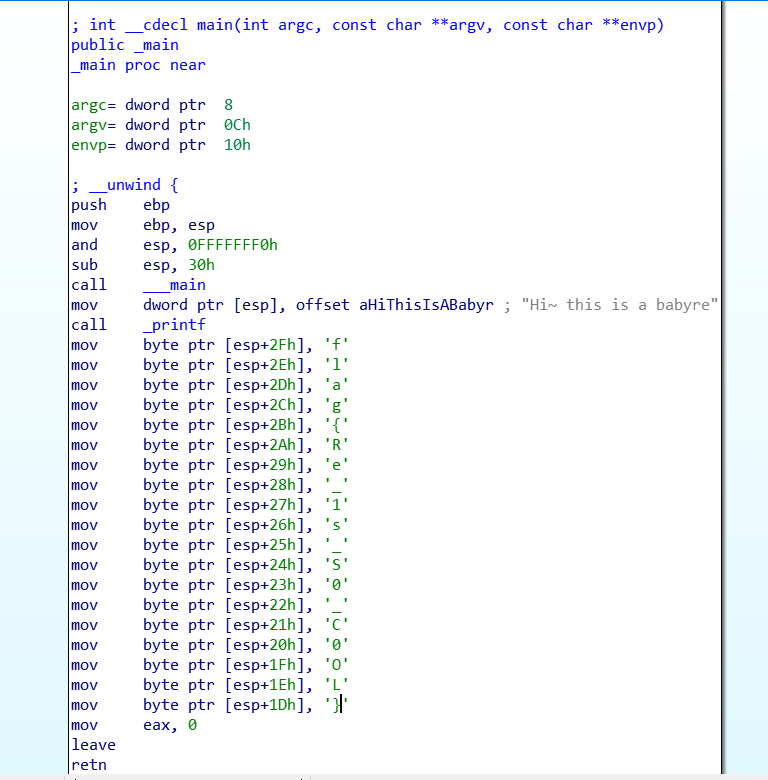 ; int __cdecl main(int argc, const char **argv, const char **envp)
public _main
_main proc near
argc= dword ptr  8
argv= dword ptr  0Ch
envp= dword ptr  10h
; __unwind {
push    ebp
mov     ebp, esp
and     esp, 0FFFFFFF0h
sub     esp, 30h
call    ___main
mov     dword ptr [esp], offset aHiThisIsABabyr ; "Hi~ this is a babyre"
call    _printf
mov     byte ptr [esp+2Fh], 'f'
mov     byte ptr [esp+2Eh], 'l'
mov     byte ptr [esp+2Dh], 'a'
mov     byte ptr [esp+2Ch], 'g'
mov     byte ptr [esp+2Bh], '{'
mov     byte ptr [esp+2Ah], 'R'
mov     byte ptr [esp+29h], 'e'
mov     byte ptr [esp+28h], '_'
mov     byte ptr [esp+27h], '1'
mov     byte ptr [esp+26h], 's'
mov     byte ptr [esp+25h], '_'
mov     byte ptr [esp+24h], 'S'
mov     byte ptr [esp+23h], '0'
mov     byte ptr [esp+22h], '_'
mov     byte ptr [esp+21h], 'C'
mov     byte ptr [esp+20h], '0'
mov     byte ptr [esp+1Fh], 'O'
mov     byte ptr [esp+1Eh], 'L'
mov     byte ptr [esp+1Dh], '}'
mov     eax, 0
leave
retn